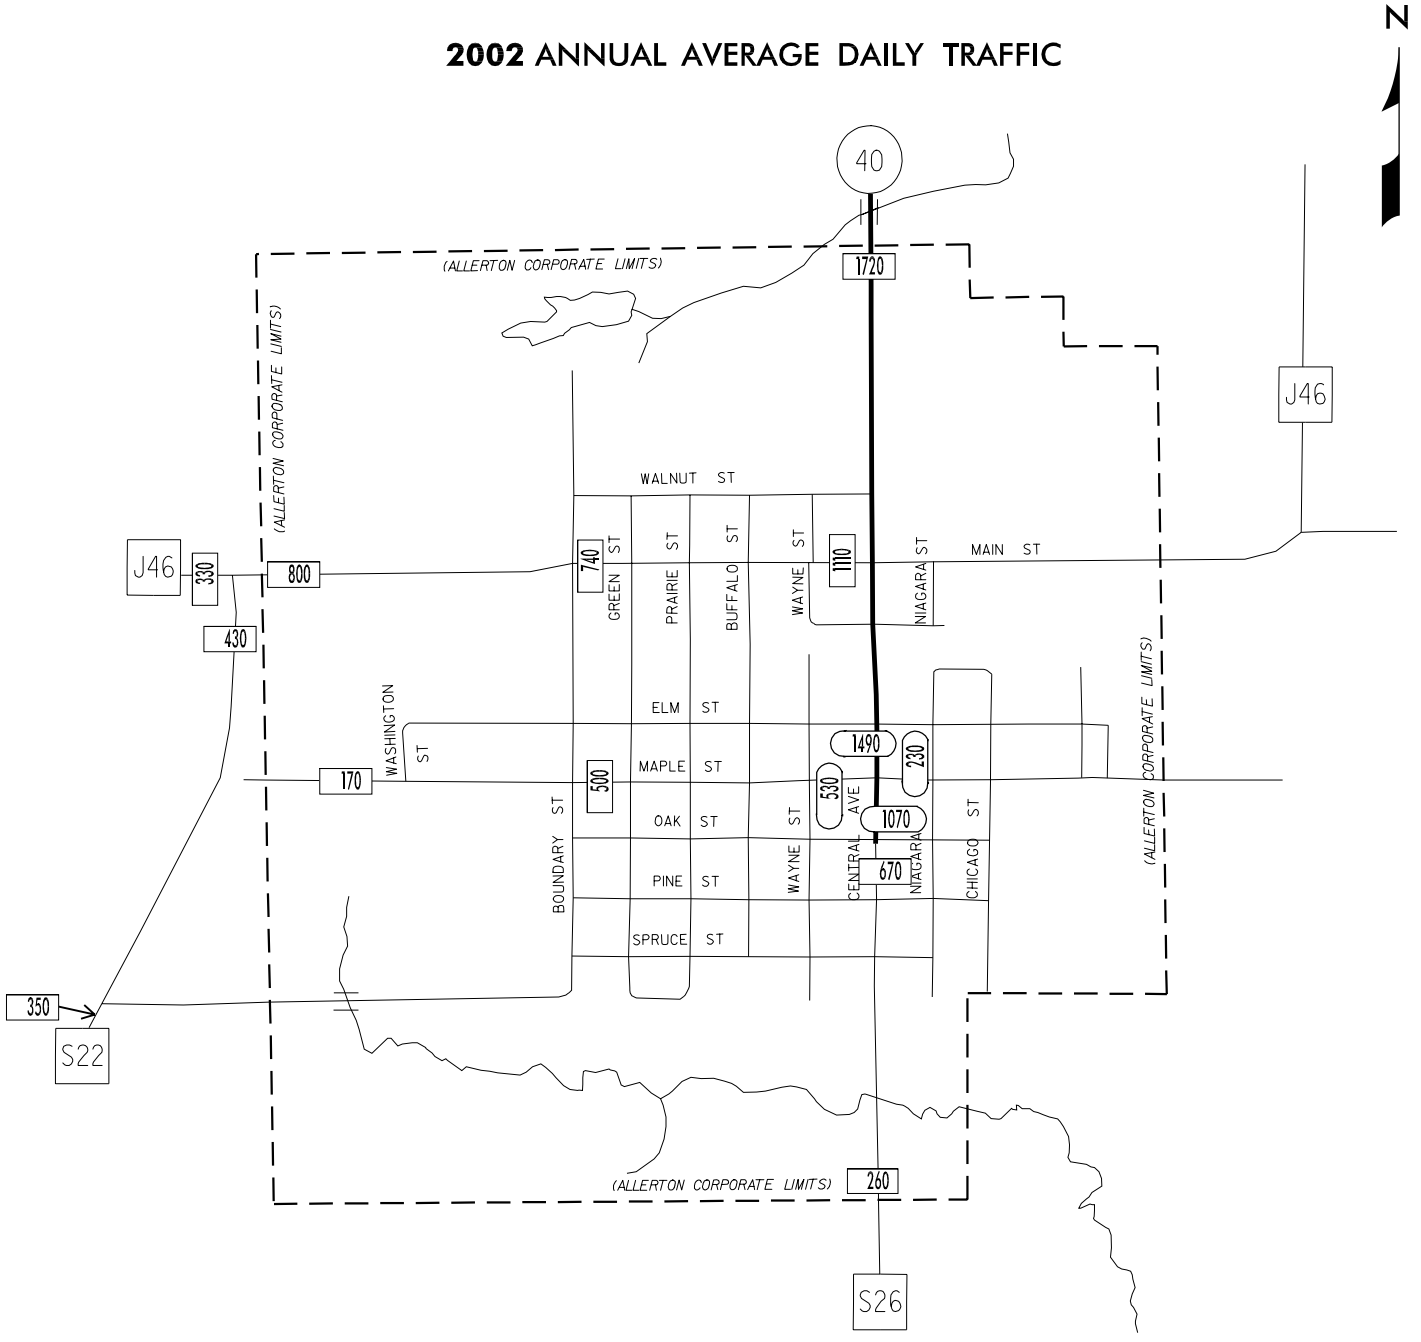 N
2002 ANNUAL AVERAGE DAILY TRAFFIC
40
(ALLERTON CORPORATE LIMITS)
1720
(ALLERTON CORPORATE LIMITS)
J46
WALNUT ST
J46
330
800
740
GREEN ST
PRAIRIE ST
BUFFALO ST
WAYNE ST
1110
NIAGARA ST
MAIN ST
430
(ALLERTON CORPORATE LIMITS)
WASHINGTON
ST
ELM ST
1490
230
170
500
MAPLE ST
530
BOUNDARY ST
OAK ST
WAYNE ST
CENTRAL AVE
1070
NIAGARA
CHICAGO ST
PINE ST
670
SPRUCE ST
350
S22
(ALLERTON CORPORATE LIMITS)
260
S26